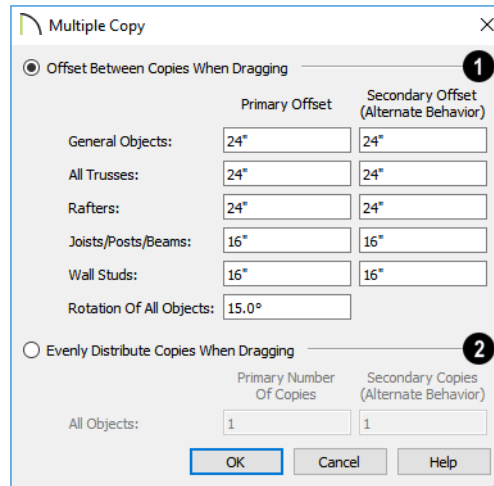 Multiple Copy
Offset Between Copies When Dragging 1
Primary Offset Secondary Offset
(Alternate Behavior)
General Objects: 24" 24"
All Trusses: 24" 24"
Rafters: 24" 24"
Joists/Posts/Beams: 16" 16"
Wall Studs: 16" 16"
Rotation Of All Objects: 15.0°
Evenly Distribute Copies When Dragging 2
Primary Number Secondary Copies
Of Copies (Alternate Behavior)
All Objects: 1 1
OK Cancel Help